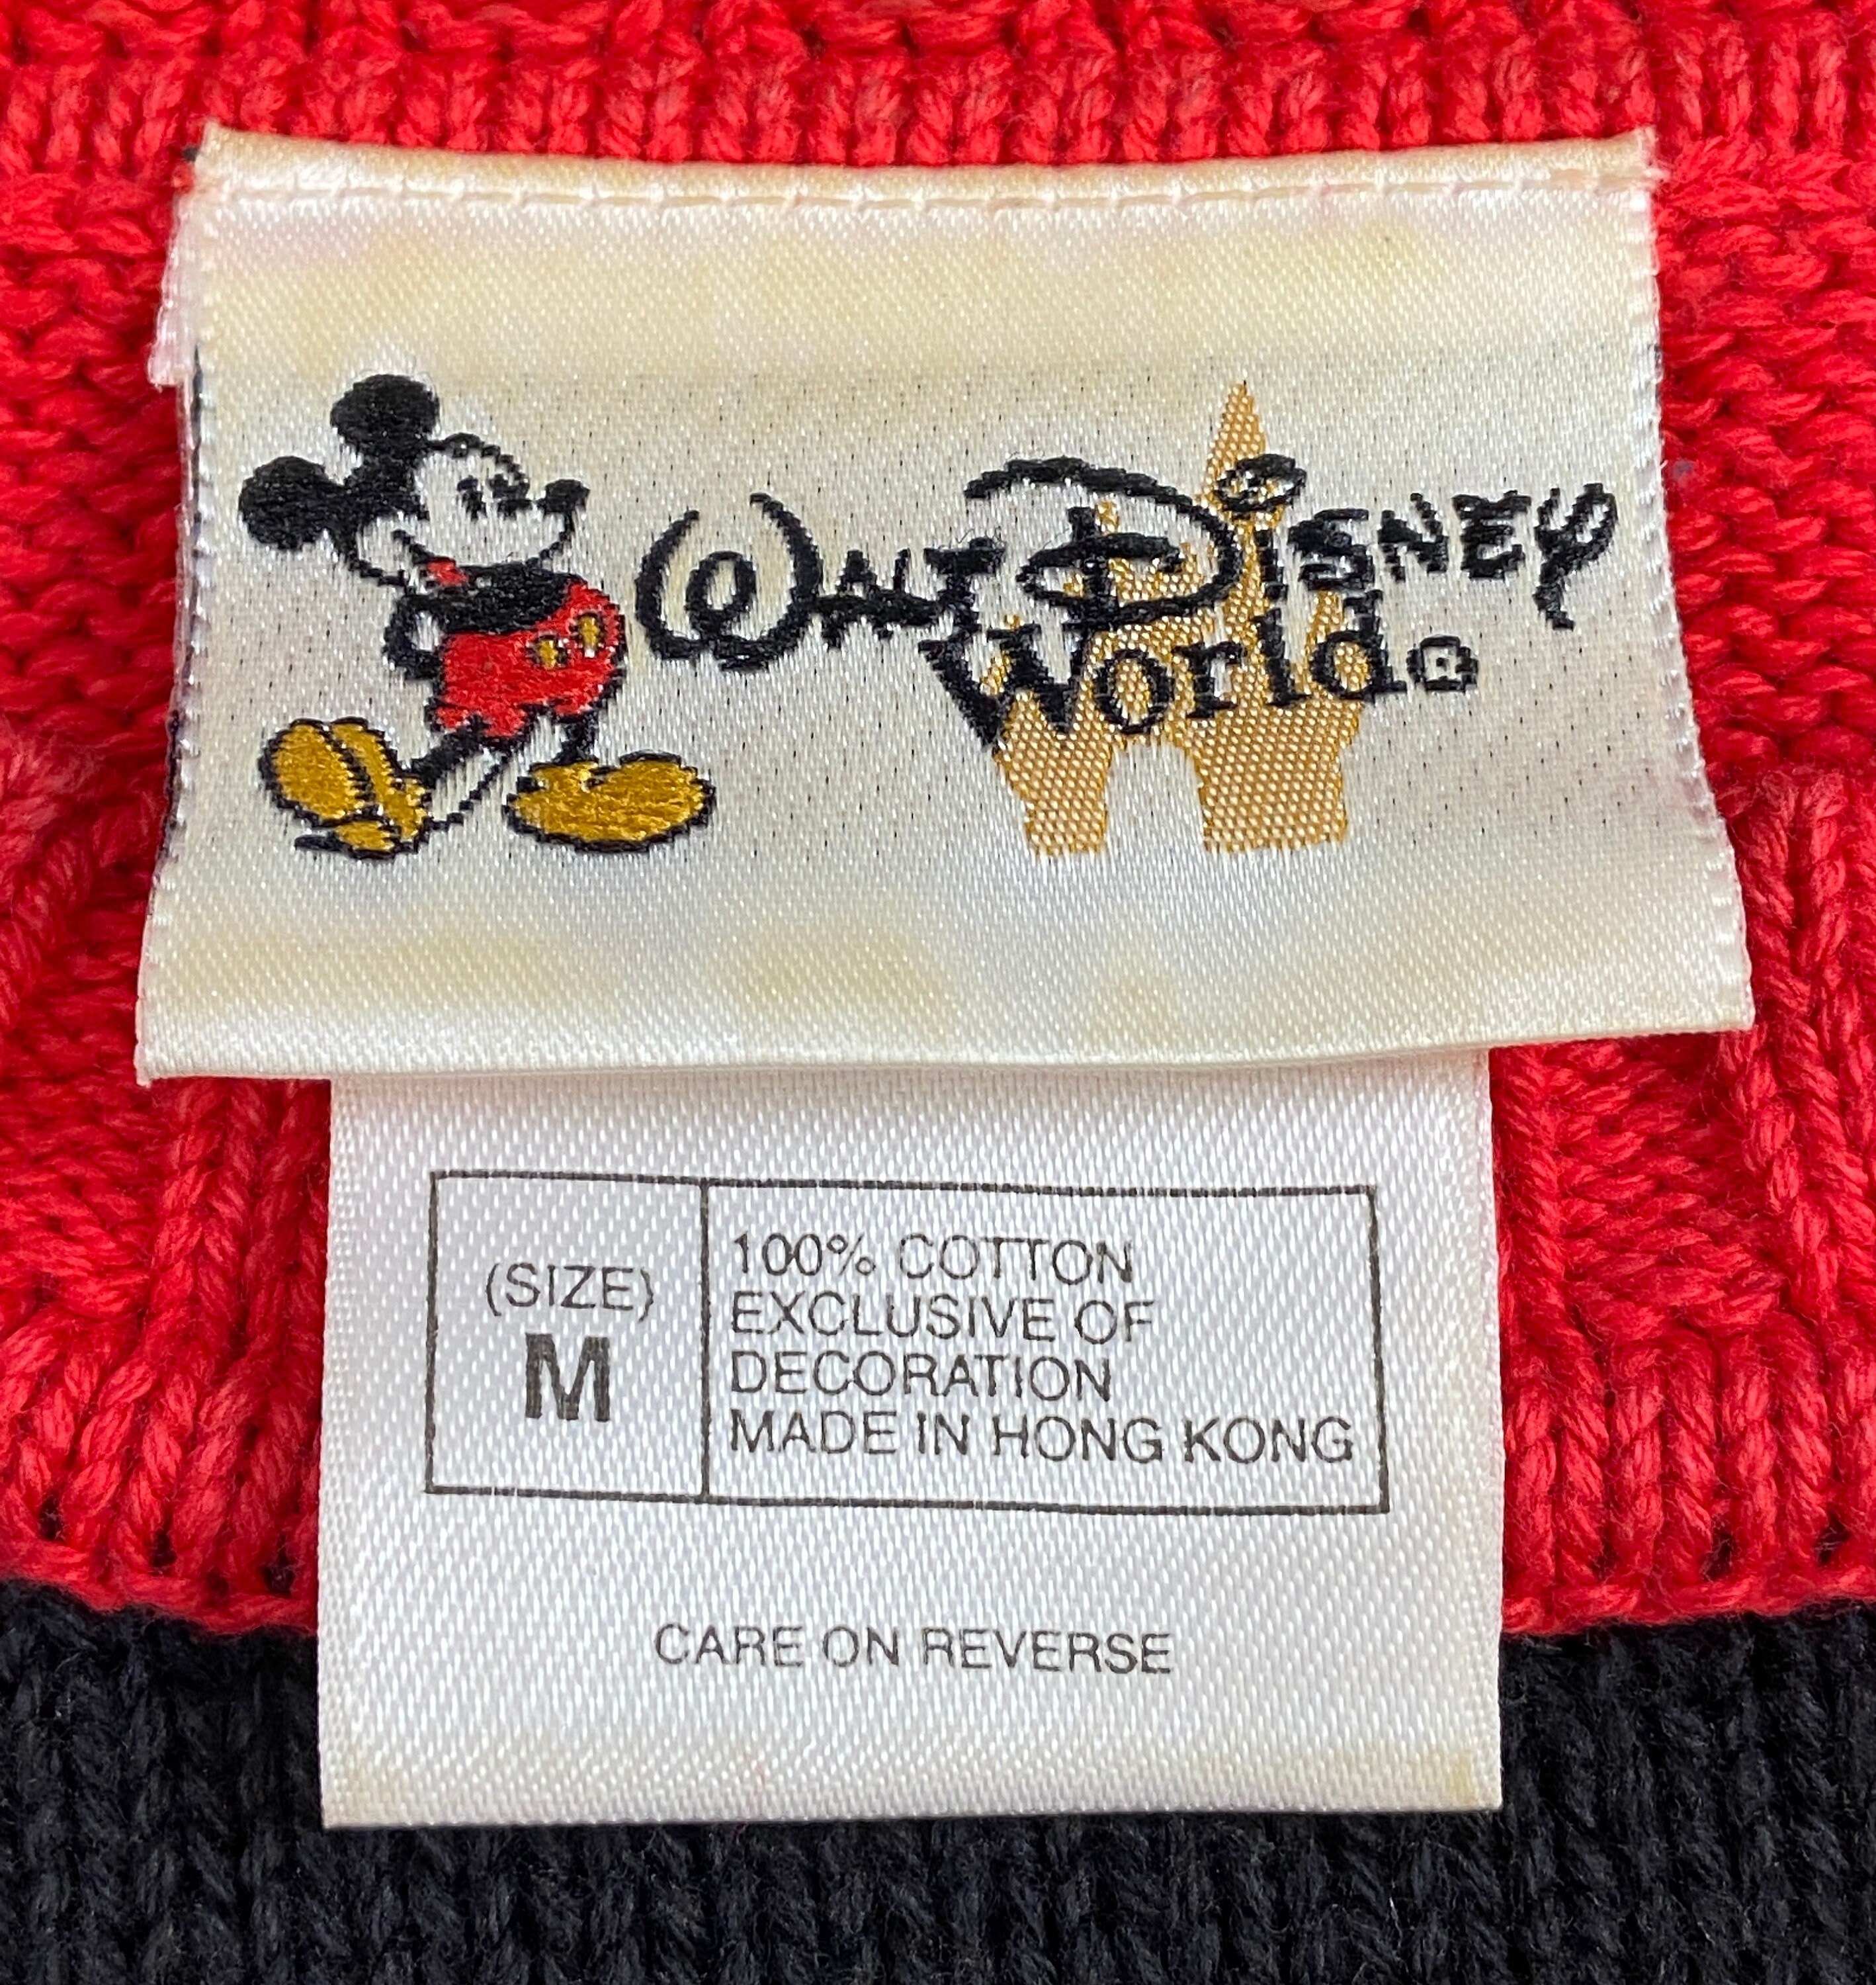 WALT DISNEY
World®
(SIZE)
M
100% COTTON
EXCLUSIVE OF
DECORATION
MADE IN HONG KONG
CARE ON REVERSE